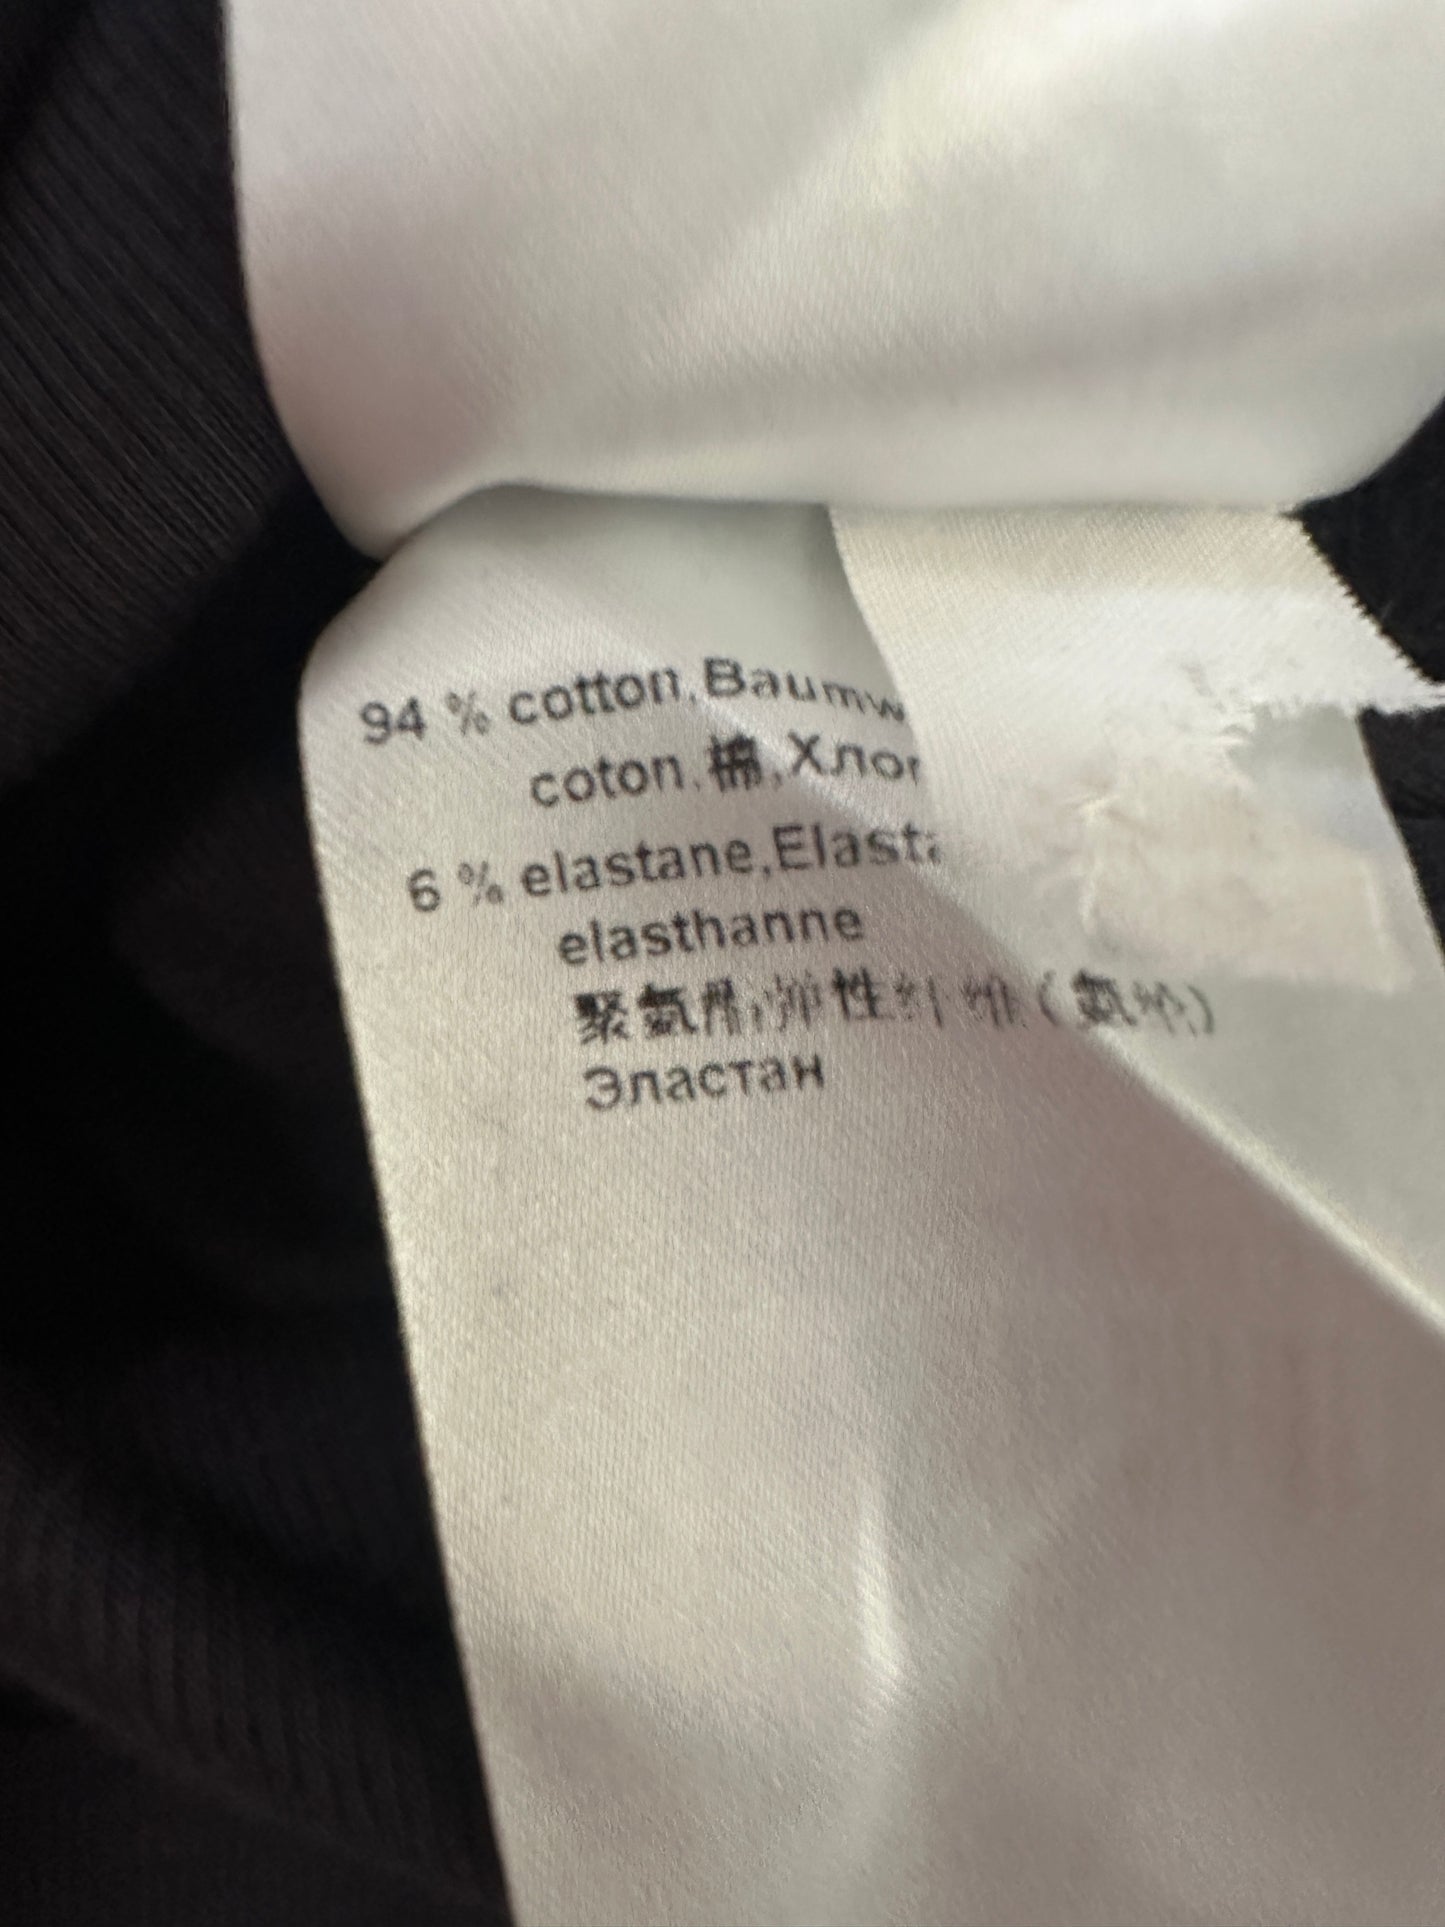 94 % cotton,Baumw
coton,棉,Хлоп
6 % elastane,Elasta
elasthanne
聚氨酯弹性纤维(氨纶)
Эластан